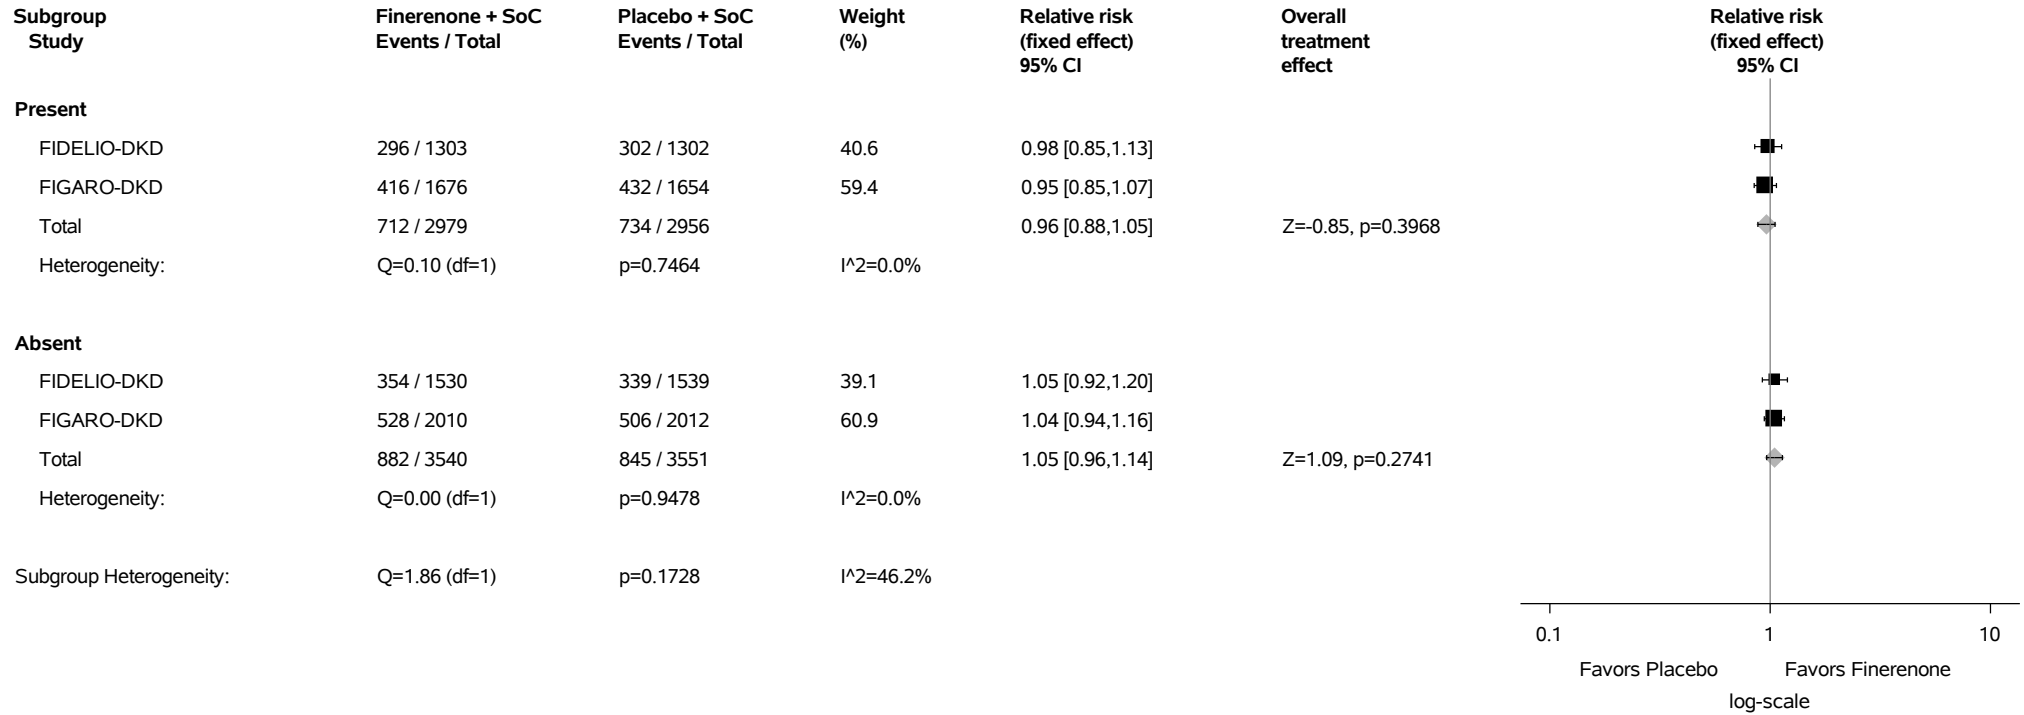 Subgroup Finerenone + SoC Placebo + SoC Weight Relative risk Overall Relative risk
Study Events / Total Events / Total (%) (fixed effect) treatment (fixed effect)
95% CI effect 95% CI
Present
FIDELIO-DKD 296 / 1303 302 / 1302 40.6 0.98 [0.85,1.13]
FIGARO-DKD 416 / 1676 432 / 1654 59.4 0.95 [0.85,1.07]
Total 712 / 2979 734 / 2956 0.96 [0.88,1.05] Z=-0.85, p=0.3968
Heterogeneity: Q=0.10 (df=1) p=0.7464 I^2=0.0%
Absent
FIDELIO-DKD 354 / 1530 339 / 1539 39.1 1.05 [0.92,1.20]
FIGARO-DKD 528 / 2010 506 / 2012 60.9 1.04 [0.94,1.16]
Total 882 / 3540 845 / 3551 1.05 [0.96,1.14] Z=1.09, p=0.2741
Heterogeneity: Q=0.00 (df=1) p=0.9478 I^2=0.0%
Subgroup Heterogeneity: Q=1.86 (df=1) p=0.1728 I^2=46.2%
0.1 1 10
Favors Placebo Favors Finerenone
log-scale